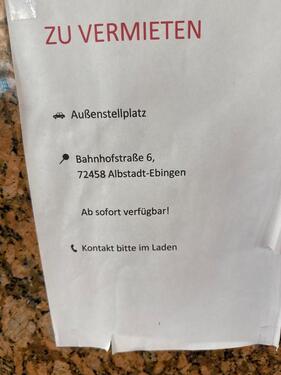 ZU VERMIETEN
Außenstellplatz
Bahnhofstraße 6,
72458 Albstadt-Ebingen
Ab sofort verfügbar!
Kontakt bitte im Laden